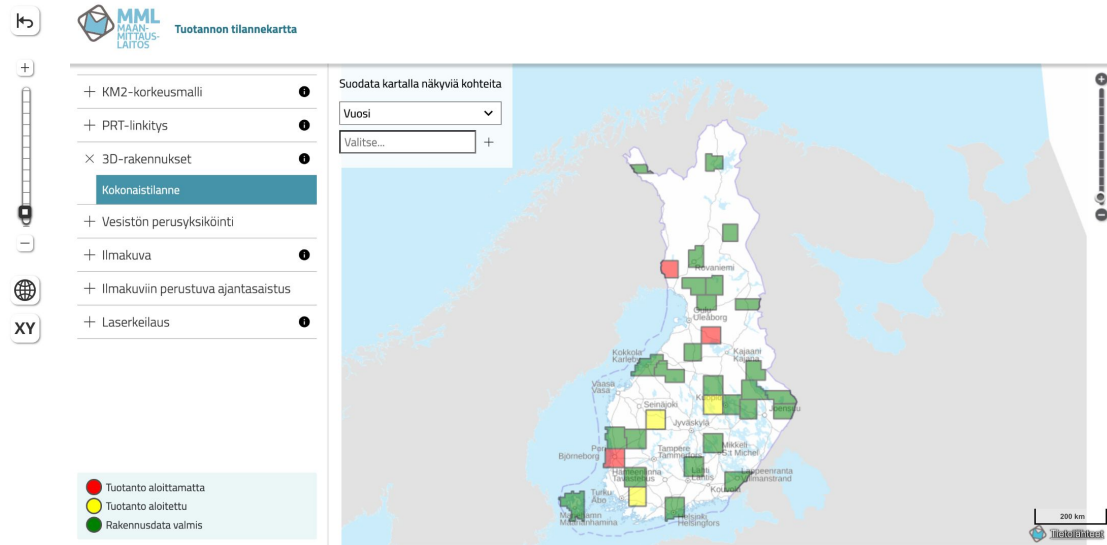 MML
MAAN-
MITTAUS-
LAITOS
Tuotannon tilannekartta
KM2-korkeusmalli
PRT-linkitys
3D-rakennukset
Kokonaistilanne
Vesistön perusyksiköinti
Ilmakuva
Ilmakuviin perustuva ajantasaistus
Laserkeilaus
XY
Suodata kartalla näkyviä kohteita
Vuosi
Valitse...
Rovaniemi
Oulu
Uleåborg
Kokkola
Karleby
Kajaani
Kajana
Vaasa
Vasa
Seinäjoki
Kuopio
Joensuu
Jyväskylä
Pori
Björneborg
Tampere
Tammerfors
Mikkeli
S:t Michel
Hämeenlinna
Tavastehus
Lahti
Lahtis
Lappeenranta
Villmanstrand
Kouvola
Turku
Åbo
Mariehamn
Maarianhamina
Helsinki
Helsingfors
Tuotanto aloittamatta
Tuotanto aloitettu
Rakennusdata valmis
200 km
Tietolähteet